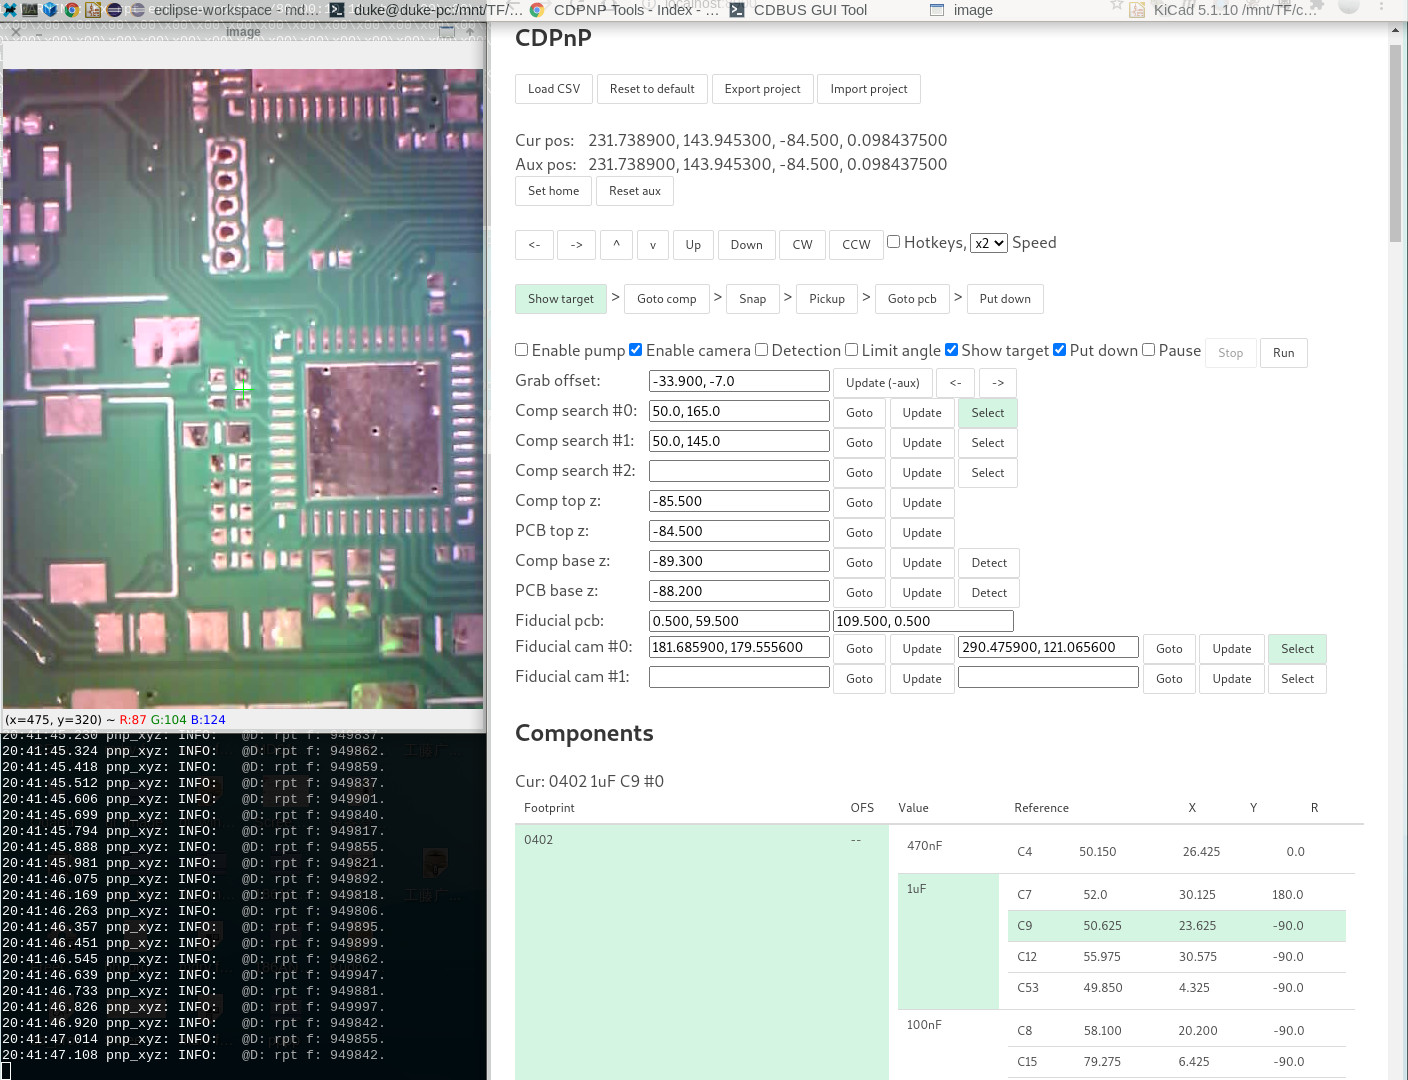 eclipse-workspace - md...
duke@duke-pc:/mnt/TF/...
CDPNP Tools - Index - ...
CDBUS GUI Tool
image
KiCad 5.1.10 /mnt/TF/c...
image
CDPnP
Load CSV Reset to default Export project Import project
Cur pos: 231.738900, 143.945300, -84.500, 0.098437500
Aux pos: 231.738900, 143.945300, -84.500, 0.098437500
Set home Reset aux
<- -> ^ v Up Down CW CCW Hotkeys, x2 Speed
Show target > Goto comp > Snap > Pickup > Goto pcb > Put down
Enable pump Enable camera Detection Limit angle Show target Put down Pause Stop Run
Grab offset: -33.900, -7.0 Update (-aux) <- ->
Comp search #0: 50.0, 165.0 Goto Update Select
Comp search #1: 50.0, 145.0 Goto Update Select
Comp search #2: Goto Update Select
Comp top z: -85.500 Goto Update
PCB top z: -84.500 Goto Update
Comp base z: -89.300 Goto Update Detect
PCB base z: -88.200 Goto Update Detect
Fiducial pcb: 0.500, 59.500 109.500, 0.500
Fiducial cam #0: 181.685900, 179.555600 Goto Update 290.475900, 121.065600 Goto Update Select
Fiducial cam #1: Goto Update Goto Update Select
Components
Cur: 0402 1uF C9 #0
Footprint OFS Value Reference X Y R
0402 -- 470nF C4 50.150 26.425 0.0
1uF C7 52.0 30.125 180.0
C9 50.625 23.625 -90.0
C12 55.975 30.575 -90.0
C53 49.850 4.325 -90.0
100nF C8 58.100 20.200 -90.0
C15 79.275 6.425 -90.0
(x=475, y=320) ~ R:87 G:104 B:124
20:41:45.230 pnp_xyz: INFO: @D: rpt f: 949837.
20:41:45.324 pnp_xyz: INFO: @D: rpt f: 949862.
20:41:45.418 pnp_xyz: INFO: @D: rpt f: 949859.
20:41:45.512 pnp_xyz: INFO: @D: rpt f: 949837.
20:41:45.606 pnp_xyz: INFO: @D: rpt f: 949901.
20:41:45.699 pnp_xyz: INFO: @D: rpt f: 949840.
20:41:45.794 pnp_xyz: INFO: @D: rpt f: 949817.
20:41:45.888 pnp_xyz: INFO: @D: rpt f: 949855.
20:41:45.981 pnp_xyz: INFO: @D: rpt f: 949821.
20:41:46.075 pnp_xyz: INFO: @D: rpt f: 949892.
20:41:46.169 pnp_xyz: INFO: @D: rpt f: 949818.
20:41:46.263 pnp_xyz: INFO: @D: rpt f: 949806.
20:41:46.357 pnp_xyz: INFO: @D: rpt f: 949895.
20:41:46.451 pnp_xyz: INFO: @D: rpt f: 949899.
20:41:46.545 pnp_xyz: INFO: @D: rpt f: 949862.
20:41:46.639 pnp_xyz: INFO: @D: rpt f: 949947.
20:41:46.733 pnp_xyz: INFO: @D: rpt f: 949881.
20:41:46.826 pnp_xyz: INFO: @D: rpt f: 949997.
20:41:46.920 pnp_xyz: INFO: @D: rpt f: 949842.
20:41:47.014 pnp_xyz: INFO: @D: rpt f: 949855.
20:41:47.108 pnp_xyz: INFO: @D: rpt f: 949842.